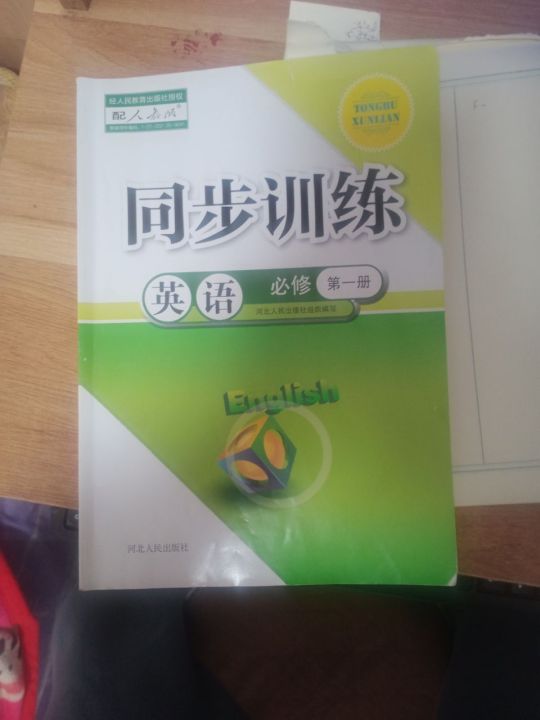 经人民教育出版社授权
配人教版®
TONGBU
XUNLIAN
同步训练
英语
必修 第一册
河北人民出版社组织编写
English
河北人民出版社